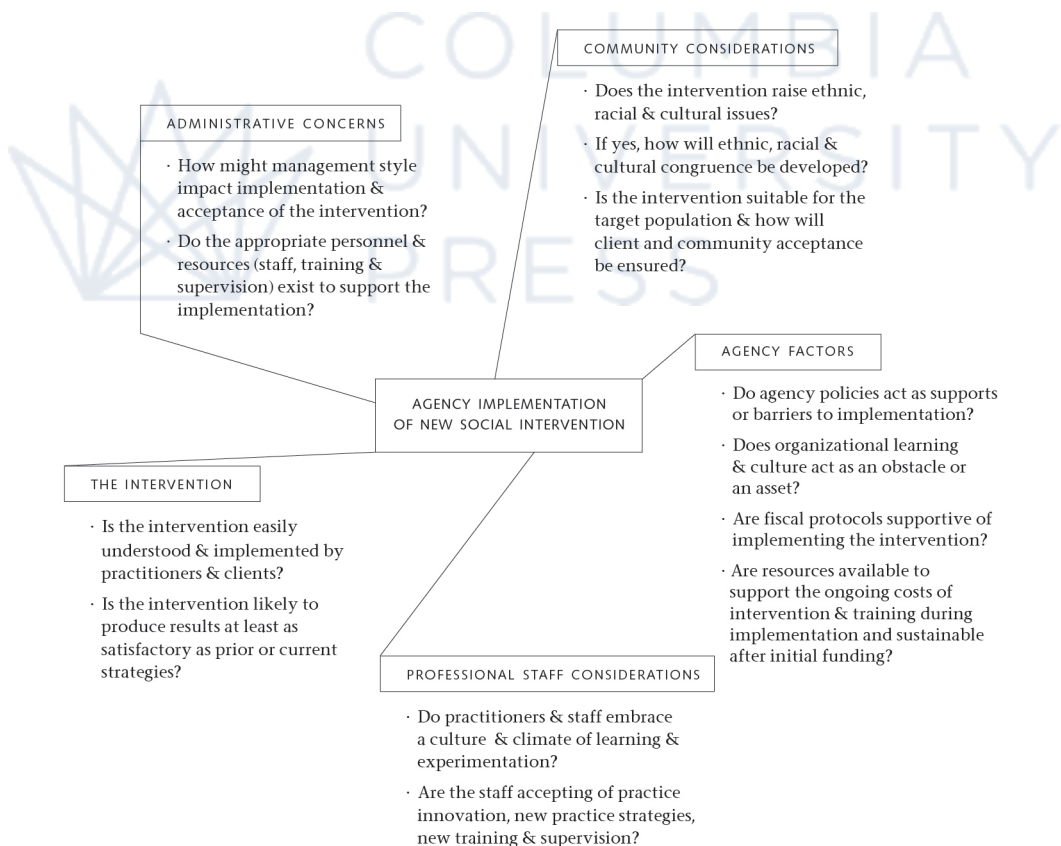 COLUMBIA
UNIVERSITY
PRESS
ADMINISTRATIVE CONCERNS
· How might management style
impact implementation &
acceptance of the intervention?
· Do the appropriate personnel &
resources (staff, training &
supervision) exist to support the
implementation?
COMMUNITY CONSIDERATIONS
· Does the intervention raise ethnic,
racial & cultural issues?
· If yes, how will ethnic, racial &
cultural congruence be developed?
· Is the intervention suitable for the
target population & how will
client and community acceptance
be ensured?
AGENCY IMPLEMENTATION
OF NEW SOCIAL INTERVENTION
AGENCY FACTORS
· Do agency policies act as supports
or barriers to implementation?
· Does organizational learning
& culture act as an obstacle or
an asset?
· Are fiscal protocols supportive of
implementing the intervention?
· Are resources available to
support the ongoing costs of
intervention & training during
implementation and sustainable
after initial funding?
THE INTERVENTION
· Is the intervention easily
understood & implemented by
practitioners & clients?
· Is the intervention likely to
produce results at least as
satisfactory as prior or current
strategies?
PROFESSIONAL STAFF CONSIDERATIONS
· Do practitioners & staff embrace
a culture & climate of learning &
experimentation?
· Are the staff accepting of practice
innovation, new practice strategies,
new training & supervision?